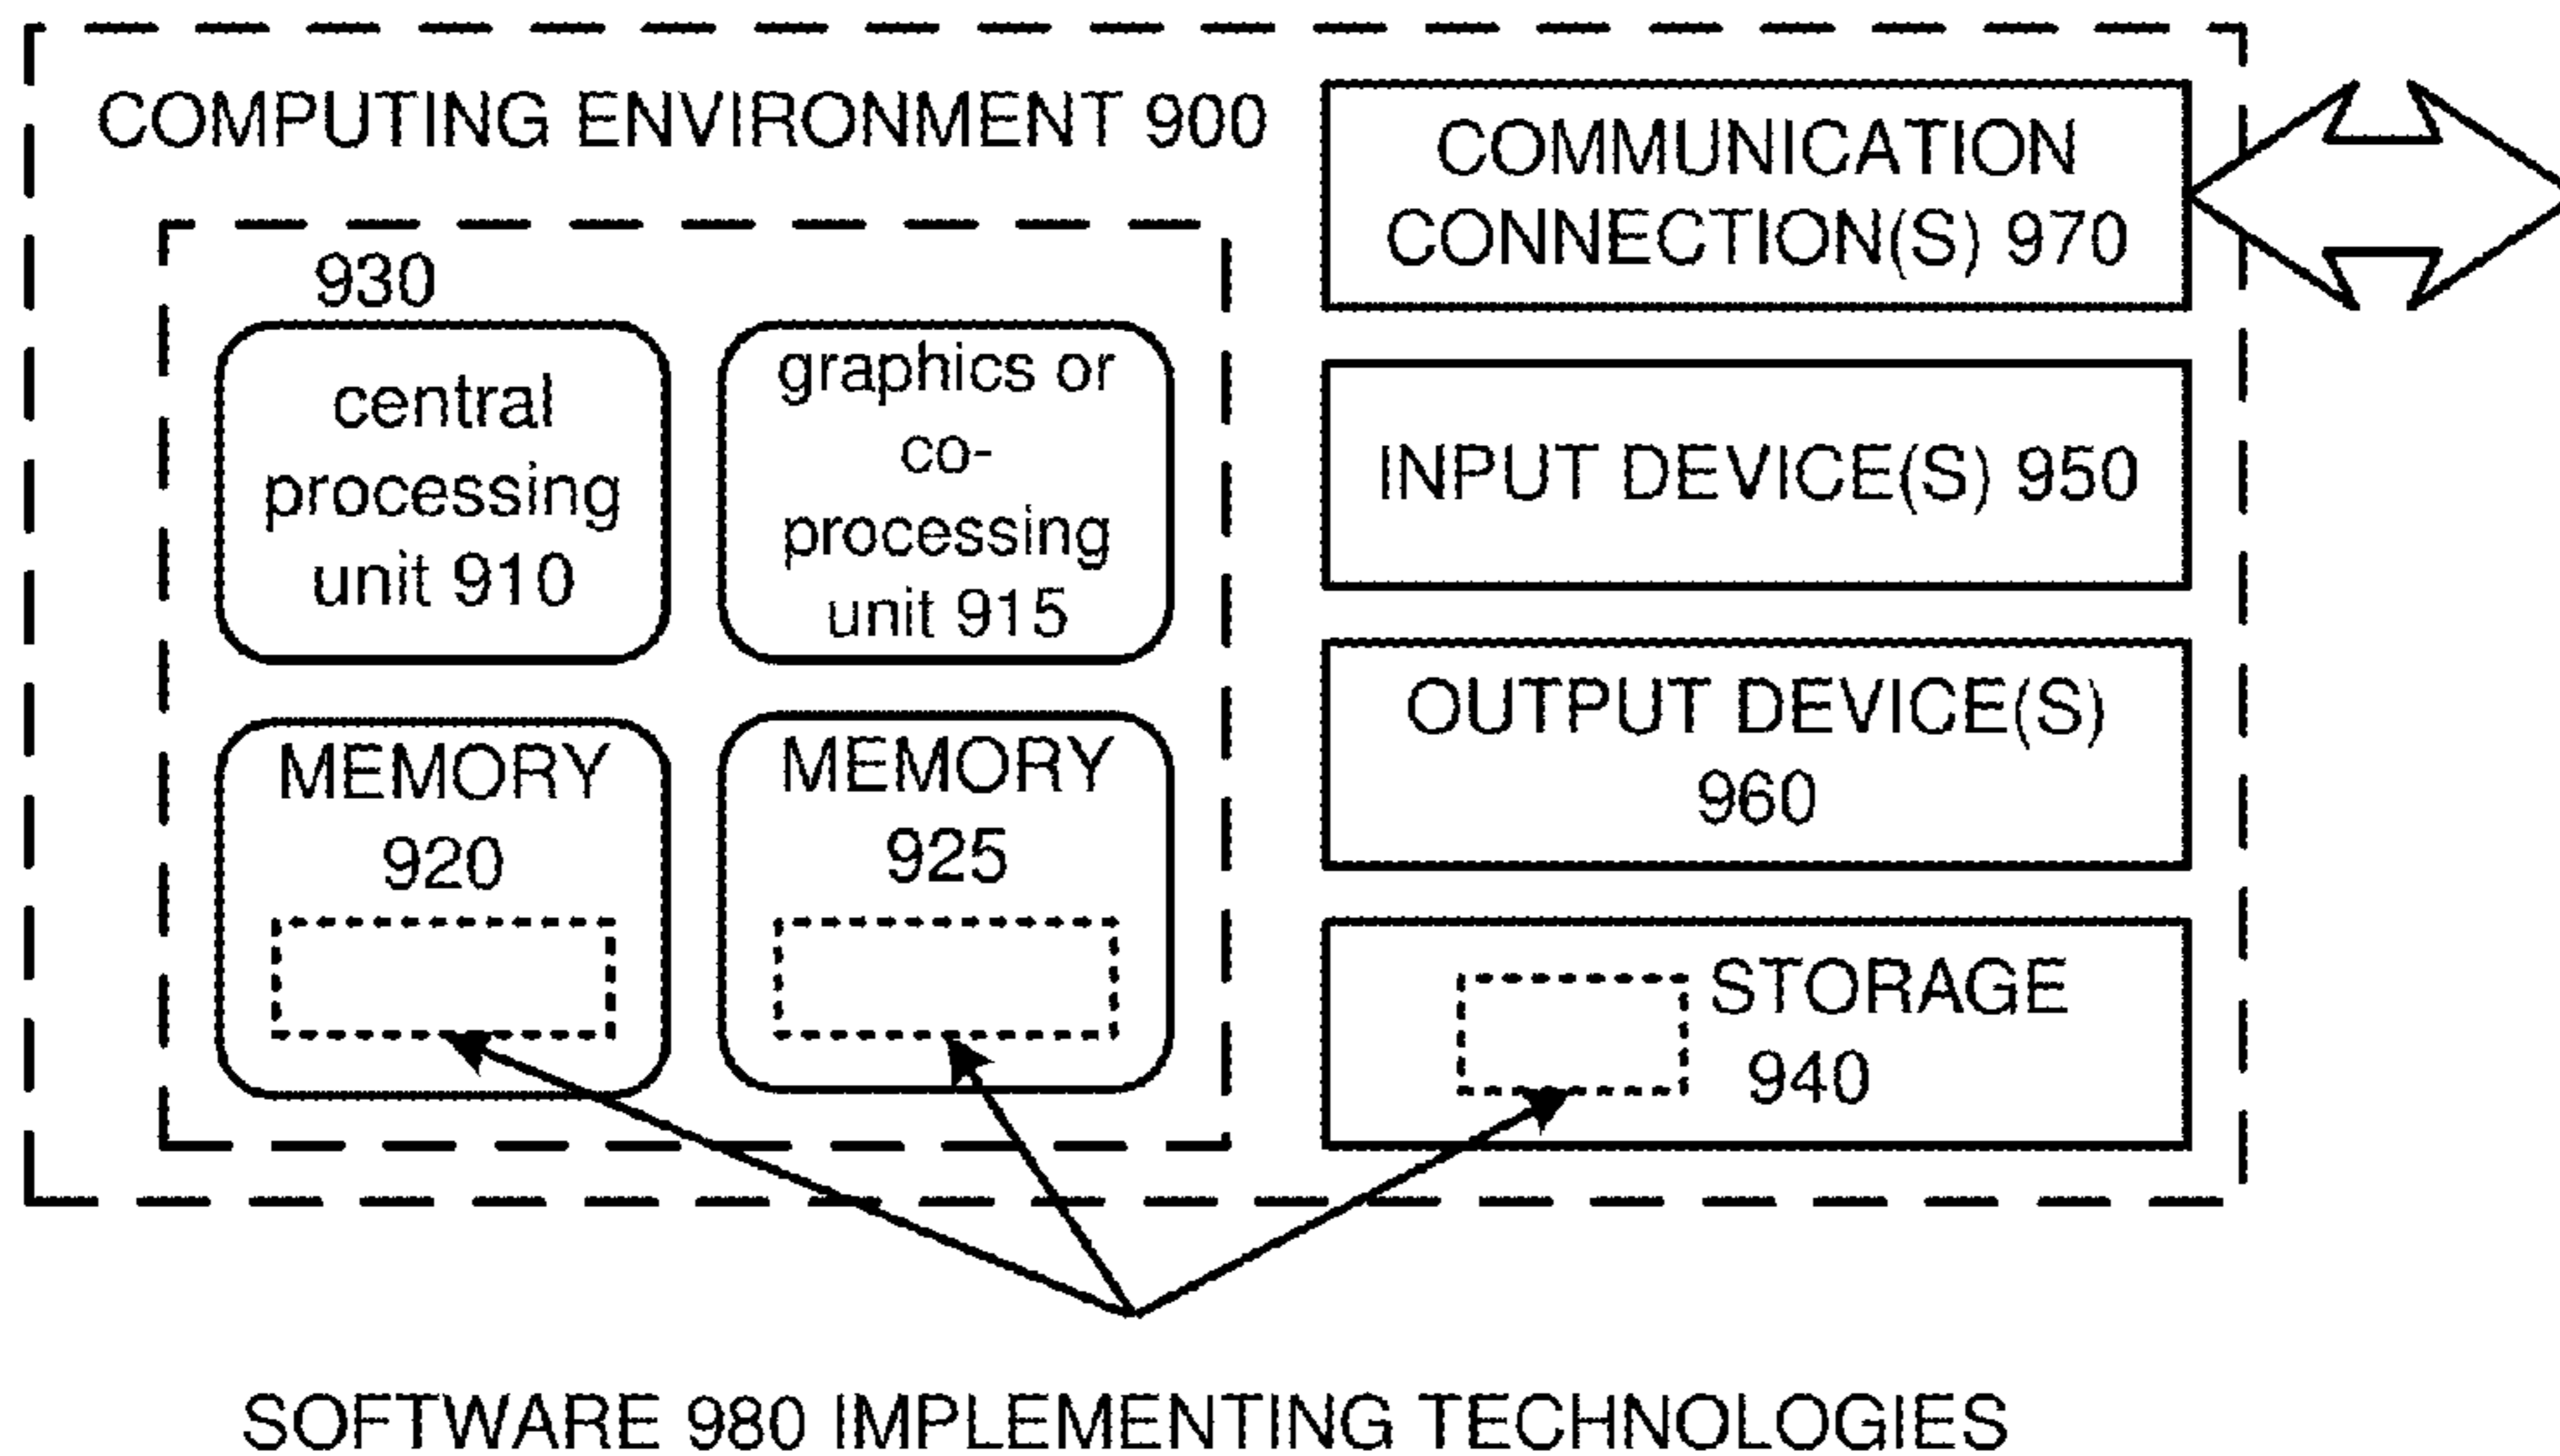 COMPUTING ENVIRONMENT 900
930
central
processing
unit 910
graphics or
co-
processing
unit 915
MEMORY
920
MEMORY
925
COMMUNICATION
CONNECTION(S) 970
INPUT DEVICE(S) 950
OUTPUT DEVICE(S)
960
STORAGE
940
SOFTWARE 980 IMPLEMENTING TECHNOLOGIES